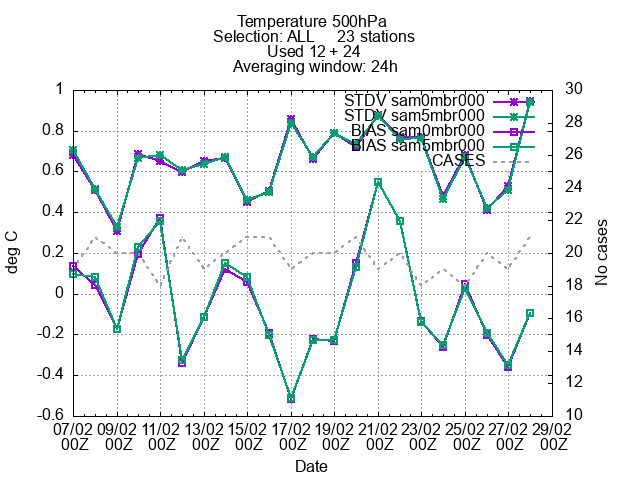 Temperature 500hPa
Selection: ALL 23 stations
Used 12 + 24
Averaging window: 24h
STDV sam0mbr000
STDV sam5mbr000
BIAS sam0mbr000
BIAS sam5mbr000
CASES
deg C
1
0.8
0.6
0.4
0.2
0
-0.2
-0.4
-0.6
No cases
30
28
26
24
22
20
18
16
14
12
10
07/02 09/02 11/02 13/02 15/02 17/02 19/02 21/02 23/02 25/02 27/02 29/02
00Z 00Z 00Z 00Z 00Z 00Z 00Z 00Z 00Z 00Z 00Z 00Z
Date